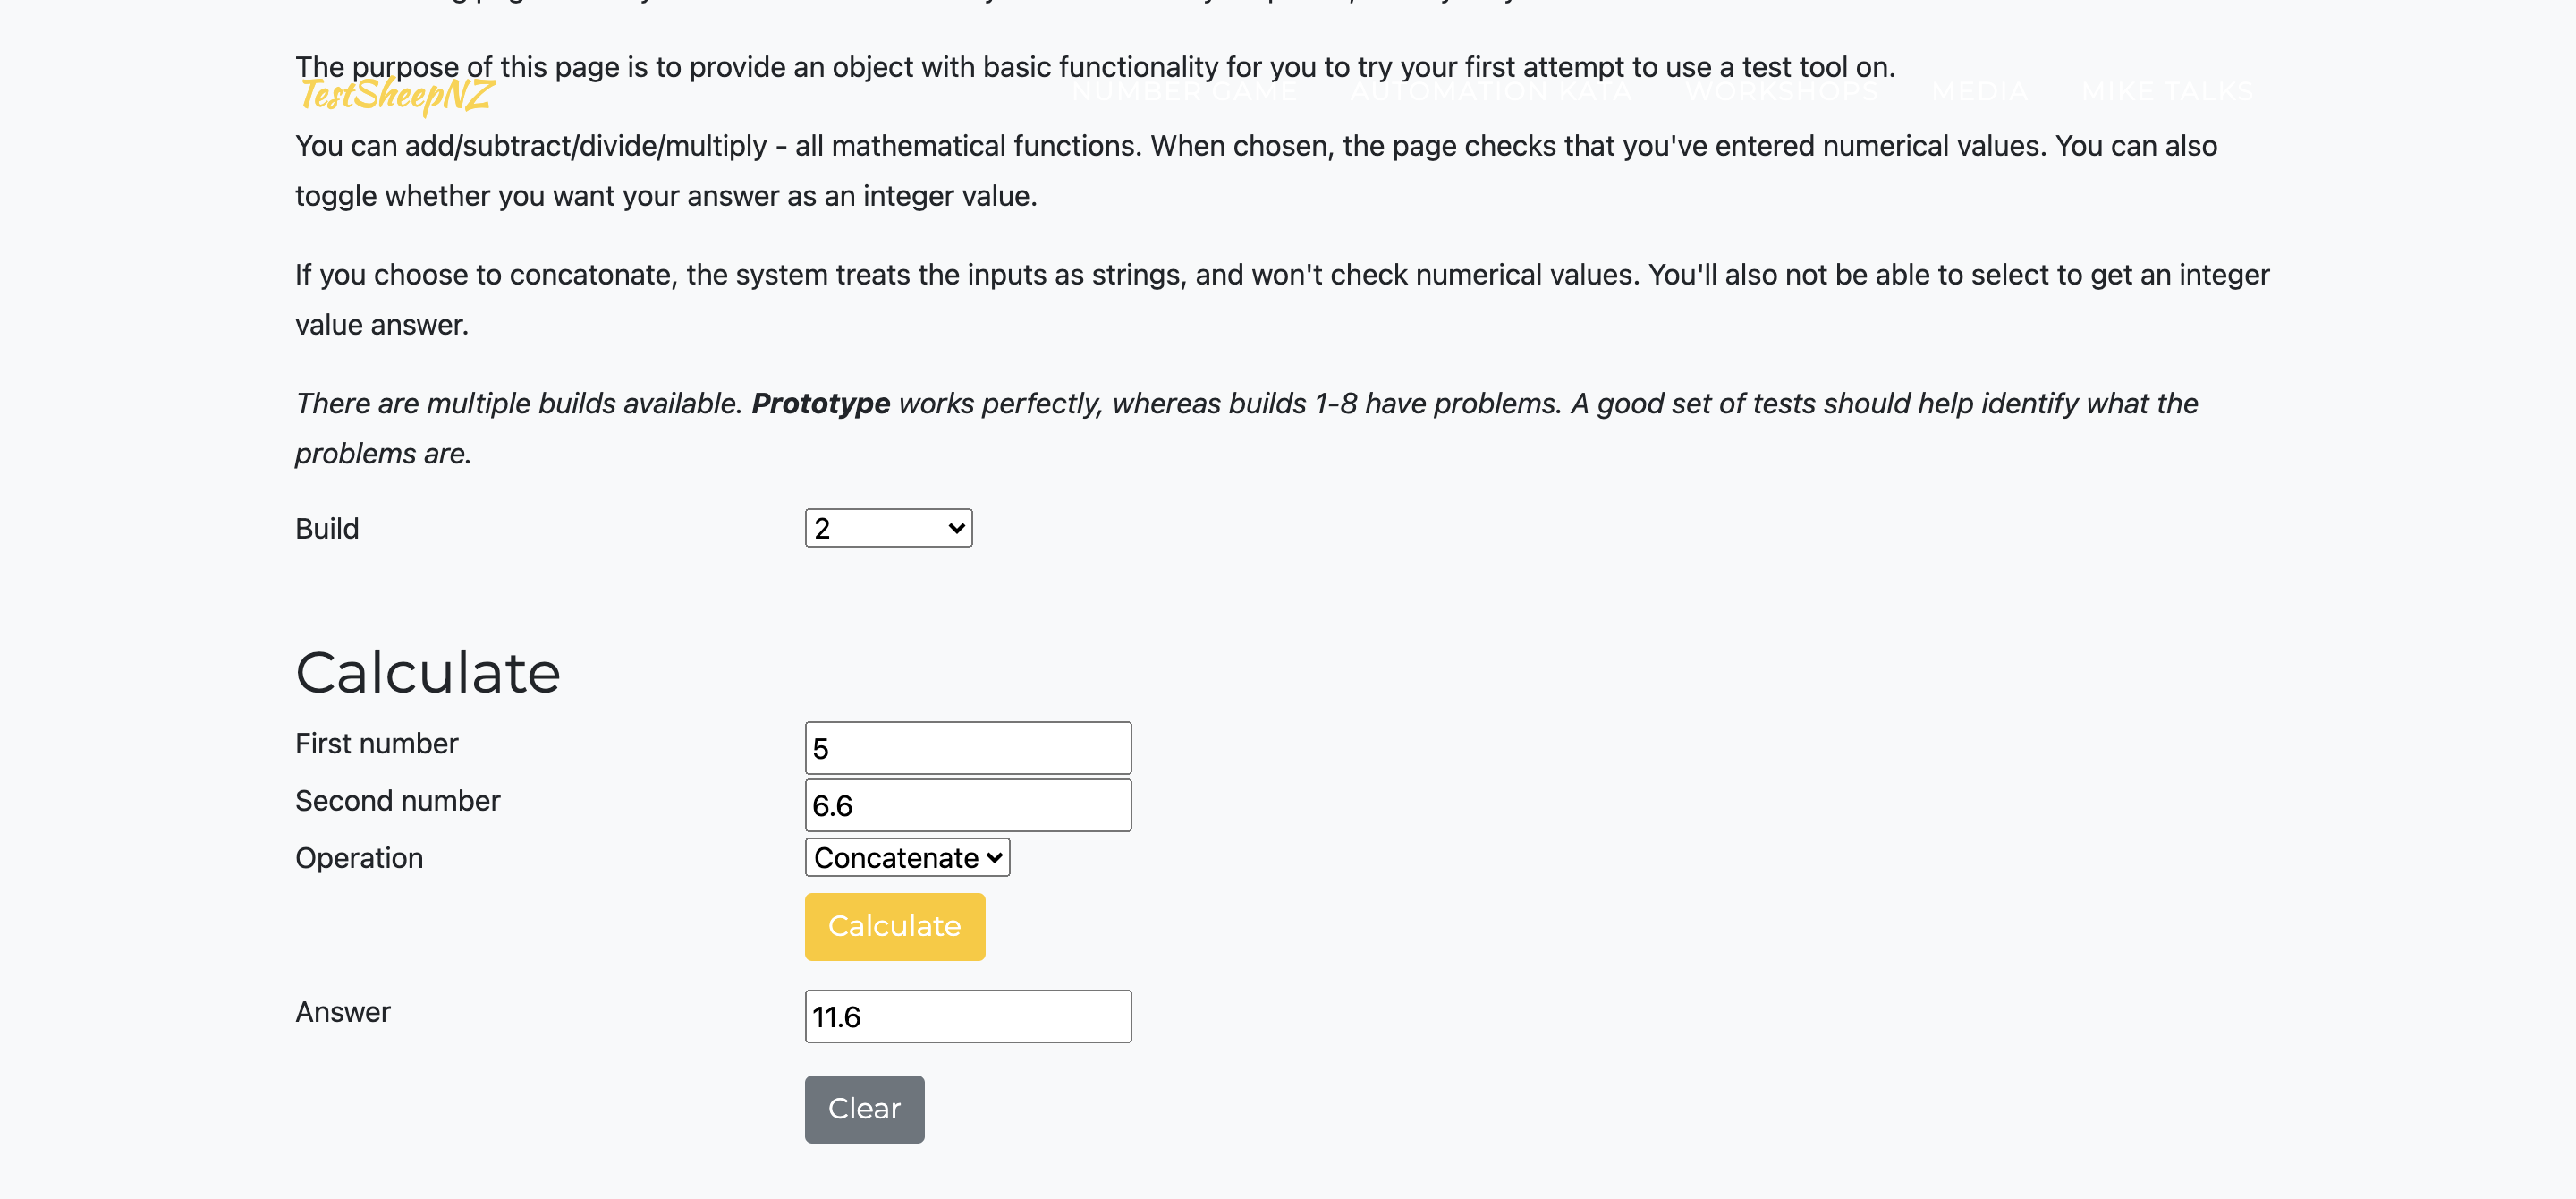 The purpose of this page is to provide an object with basic functionality for you to try your first attempt to use a test tool on.
TestSheepNZ NUMBER GAME AUTOMATION KATA WORKSHOPS MEDIA MIKE TALKS
You can add/subtract/divide/multiply - all mathematical functions. When chosen, the page checks that you've entered numerical values. You can also
toggle whether you want your answer as an integer value.
If you choose to concatonate, the system treats the inputs as strings, and won't check numerical values. You'll also not be able to select to get an integer
value answer.
There are multiple builds available. Prototype works perfectly, whereas builds 1-8 have problems. A good set of tests should help identify what the
problems are.
Build 2
Calculate
First number 5
Second number 6.6
Operation Concatenate
Calculate
Answer 11.6
Clear